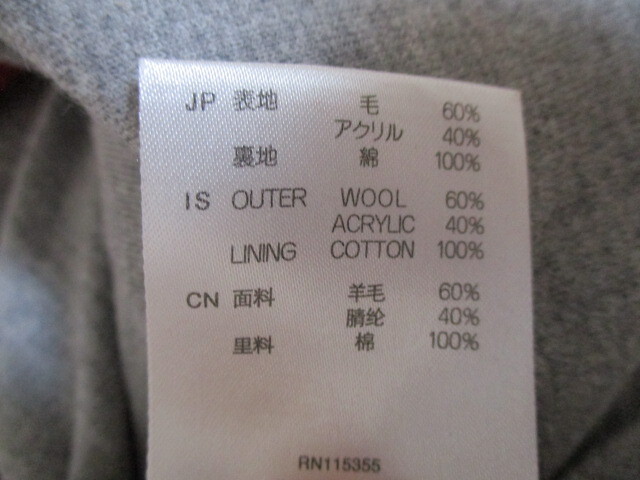 JP 表地 毛 60%
アクリル 40%
裏地 綿 100%
IS OUTER WOOL 60%
ACRYLIC 40%
LINING COTTON 100%
CN 面料 羊毛 60%
腈纶 40%
里料 棉 100%
RN115355